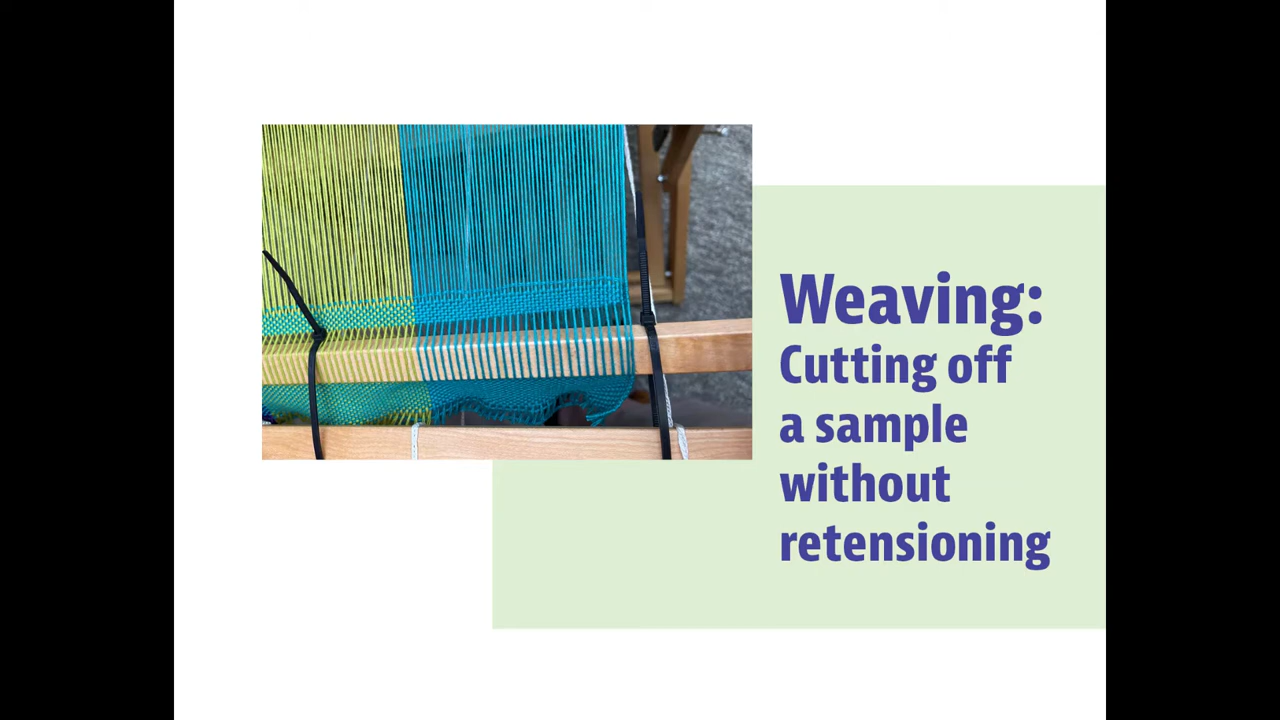 Weaving:
Cutting off
a sample
without
retensioning